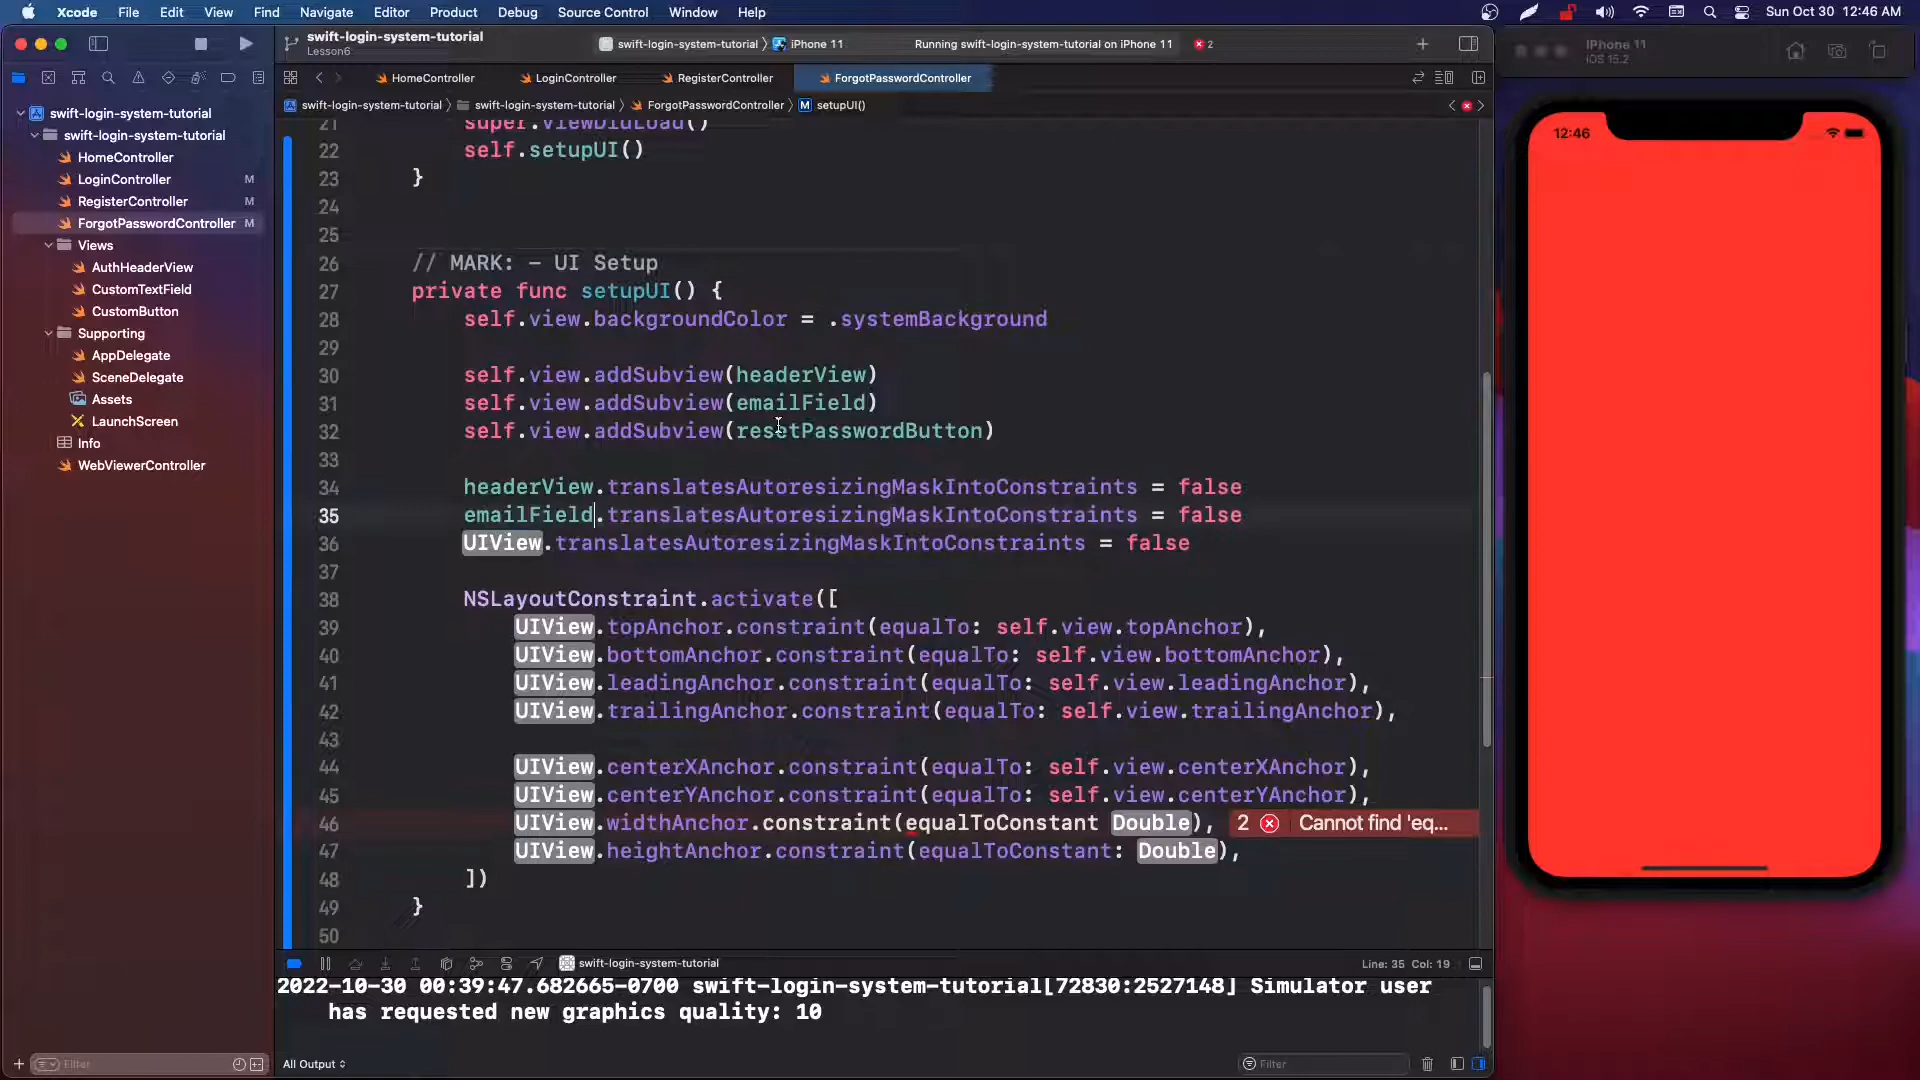 Xcode File Edit View Find Navigate Editor Product Debug Source Control Window Help
Sun Oct 30 12:46 AM
swift-login-system-tutorial
Lesson6
swift-login-system-tutorial 〉 iPhone 11
Running swift-login-system-tutorial on iPhone 11
2
HomeController LoginController RegisterController ForgotPasswordController
swift-login-system-tutorial 〉 swift-login-system-tutorial 〉 ForgotPasswordController 〉 M setupUI()
swift-login-system-tutorial
swift-login-system-tutorial
HomeController
LoginController M
RegisterController M
ForgotPasswordController M
Views
AuthHeaderView
CustomTextField
CustomButton
Supporting
AppDelegate
SceneDelegate
Assets
LaunchScreen
Info
WebViewerController
Filter
21 super.viewDidLoad()
22 self.setupUI()
23 }
24
25
26 // MARK: - UI Setup
27 private func setupUI() {
28 self.view.backgroundColor = .systemBackground
29
30 self.view.addSubview(headerView)
31 self.view.addSubview(emailField)
32 self.view.addSubview(resetPasswordButton)
33
34 headerView.translatesAutoresizingMaskIntoConstraints = false
35 emailField.translatesAutoresizingMaskIntoConstraints = false
36 UIView.translatesAutoresizingMaskIntoConstraints = false
37
38 NSLayoutConstraint.activate([
39 UIView.topAnchor.constraint(equalTo: self.view.topAnchor),
40 UIView.bottomAnchor.constraint(equalTo: self.view.bottomAnchor),
41 UIView.leadingAnchor.constraint(equalTo: self.view.leadingAnchor),
42 UIView.trailingAnchor.constraint(equalTo: self.view.trailingAnchor),
43
44 UIView.centerXAnchor.constraint(equalTo: self.view.centerXAnchor),
45 UIView.centerYAnchor.constraint(equalTo: self.view.centerYAnchor),
46 UIView.widthAnchor.constraint(equalToConstant Double), 2 Cannot find 'eq...
47 UIView.heightAnchor.constraint(equalToConstant: Double),
48 ])
49 }
50
swift-login-system-tutorial
Line: 35 Col: 19
2022-10-30 00:39:47.682665-0700 swift-login-system-tutorial[72830:2527148] Simulator user
has requested new graphics quality: 10
All Output
Filter
iPhone 11
iOS 15.2
12:46